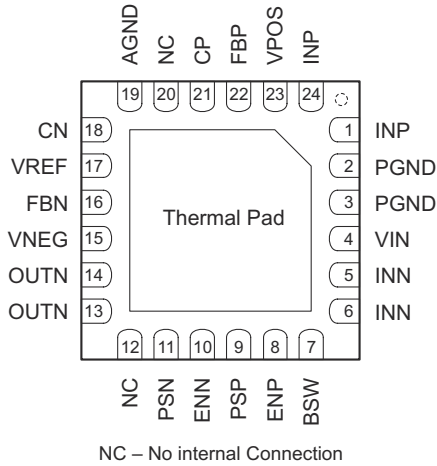 AGND
NC
CP
FBP
VPOS
INP
19 20 21 22 23 24
CN 18 1 INP
VREF 17 2 PGND
FBN 16 3 PGND
Thermal Pad
VNEG 15 4 VIN
OUTN 14 5 INN
OUTN 13 6 INN
12 11 10 9 8 7
NC
PSN
ENN
PSP
ENP
BSW
NC – No internal Connection